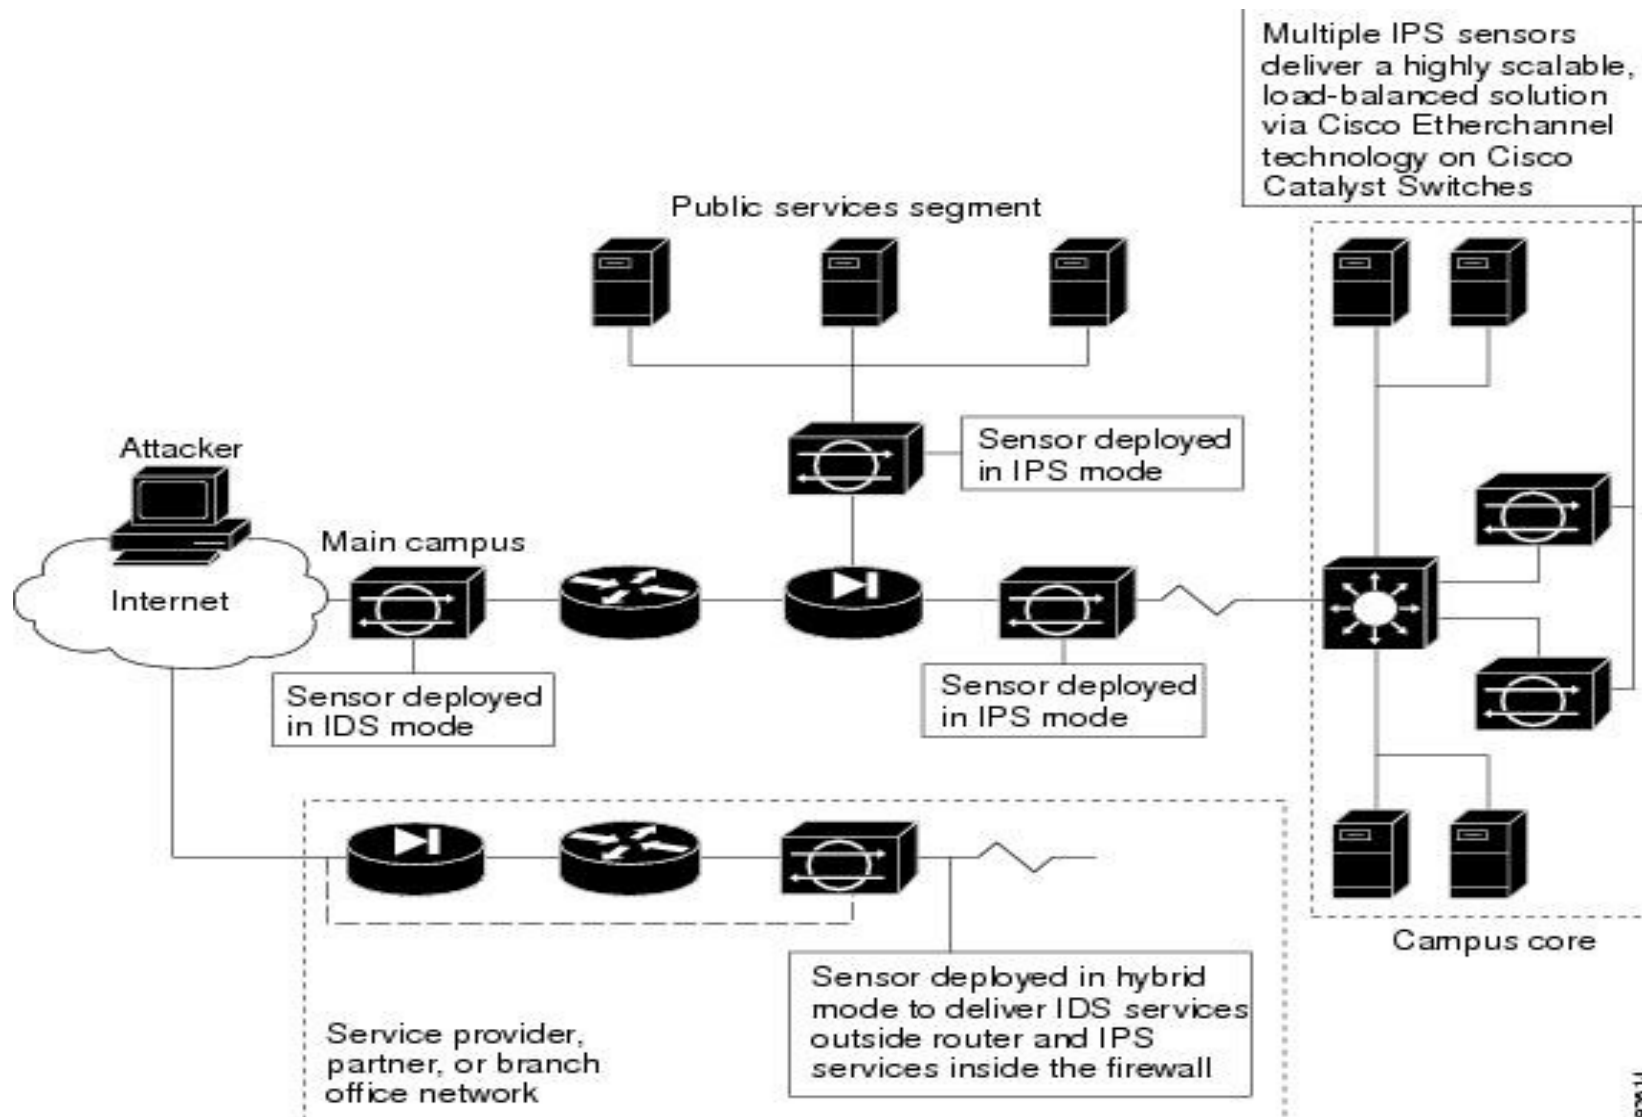 Multiple IPS sensors
deliver a highly scalable,
load-balanced solution
via Cisco Etherchannel
technology on Cisco
Catalyst Switches
Public services segment
Sensor deployed
in IPS mode
Attacker
Main campus
Internet
Sensor deployed
in IDS mode
Sensor deployed
in IPS mode
Campus core
Sensor deployed in hybrid
mode to deliver IDS services
outside router and IPS
services inside the firewall
Service provider,
partner, or branch
office network